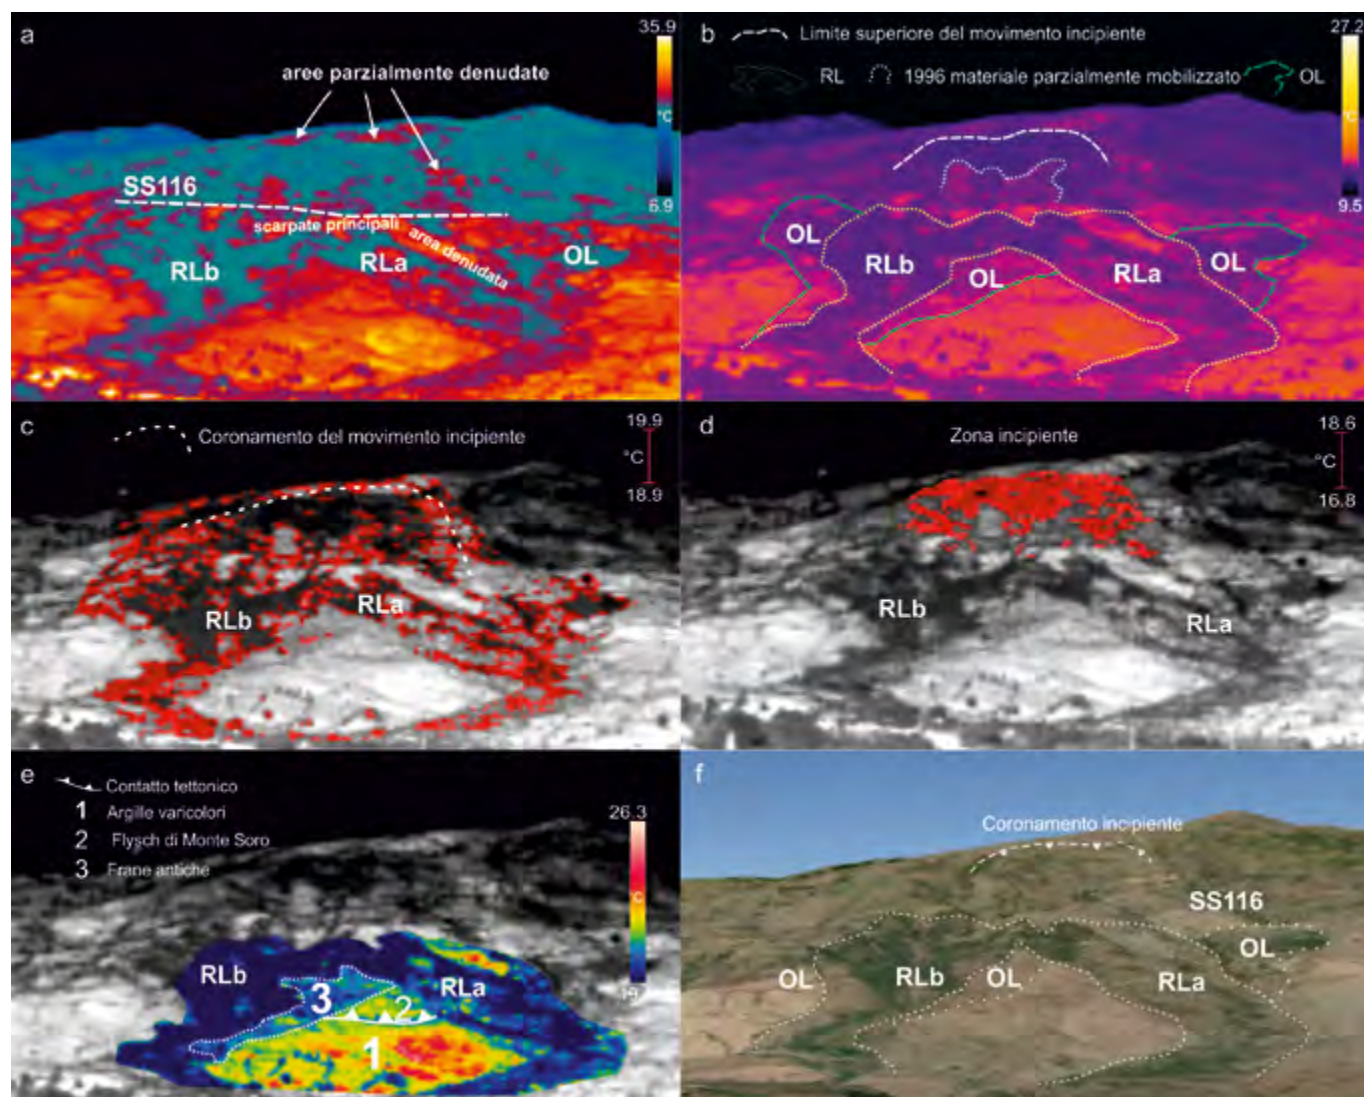 a
35.9
aree parzialmente denudate
°C
SS116
6.9
scarpate principali
area denudata
RLb
RLa
OL
b
Limite superiore del movimento incipiente
27.2
RL
1996 materiale parzialmente mobilizzato
OL
°C
9.5
OL
RLb
OL
RLa
OL
c
Coronamento del movimento incipiente
19.9
°C
18.9
RLb
RLa
d
Zona incipiente
18.6
°C
16.8
RLb
RLa
e
Contatto tettonico
1 Argille varicolori
2 Flysch di Monte Soro
3 Frane antiche
26.3
°C
RLb
3
2
RLa
1
f
Coronamento incipiente
SS116
OL
OL
RLb
OL
RLa